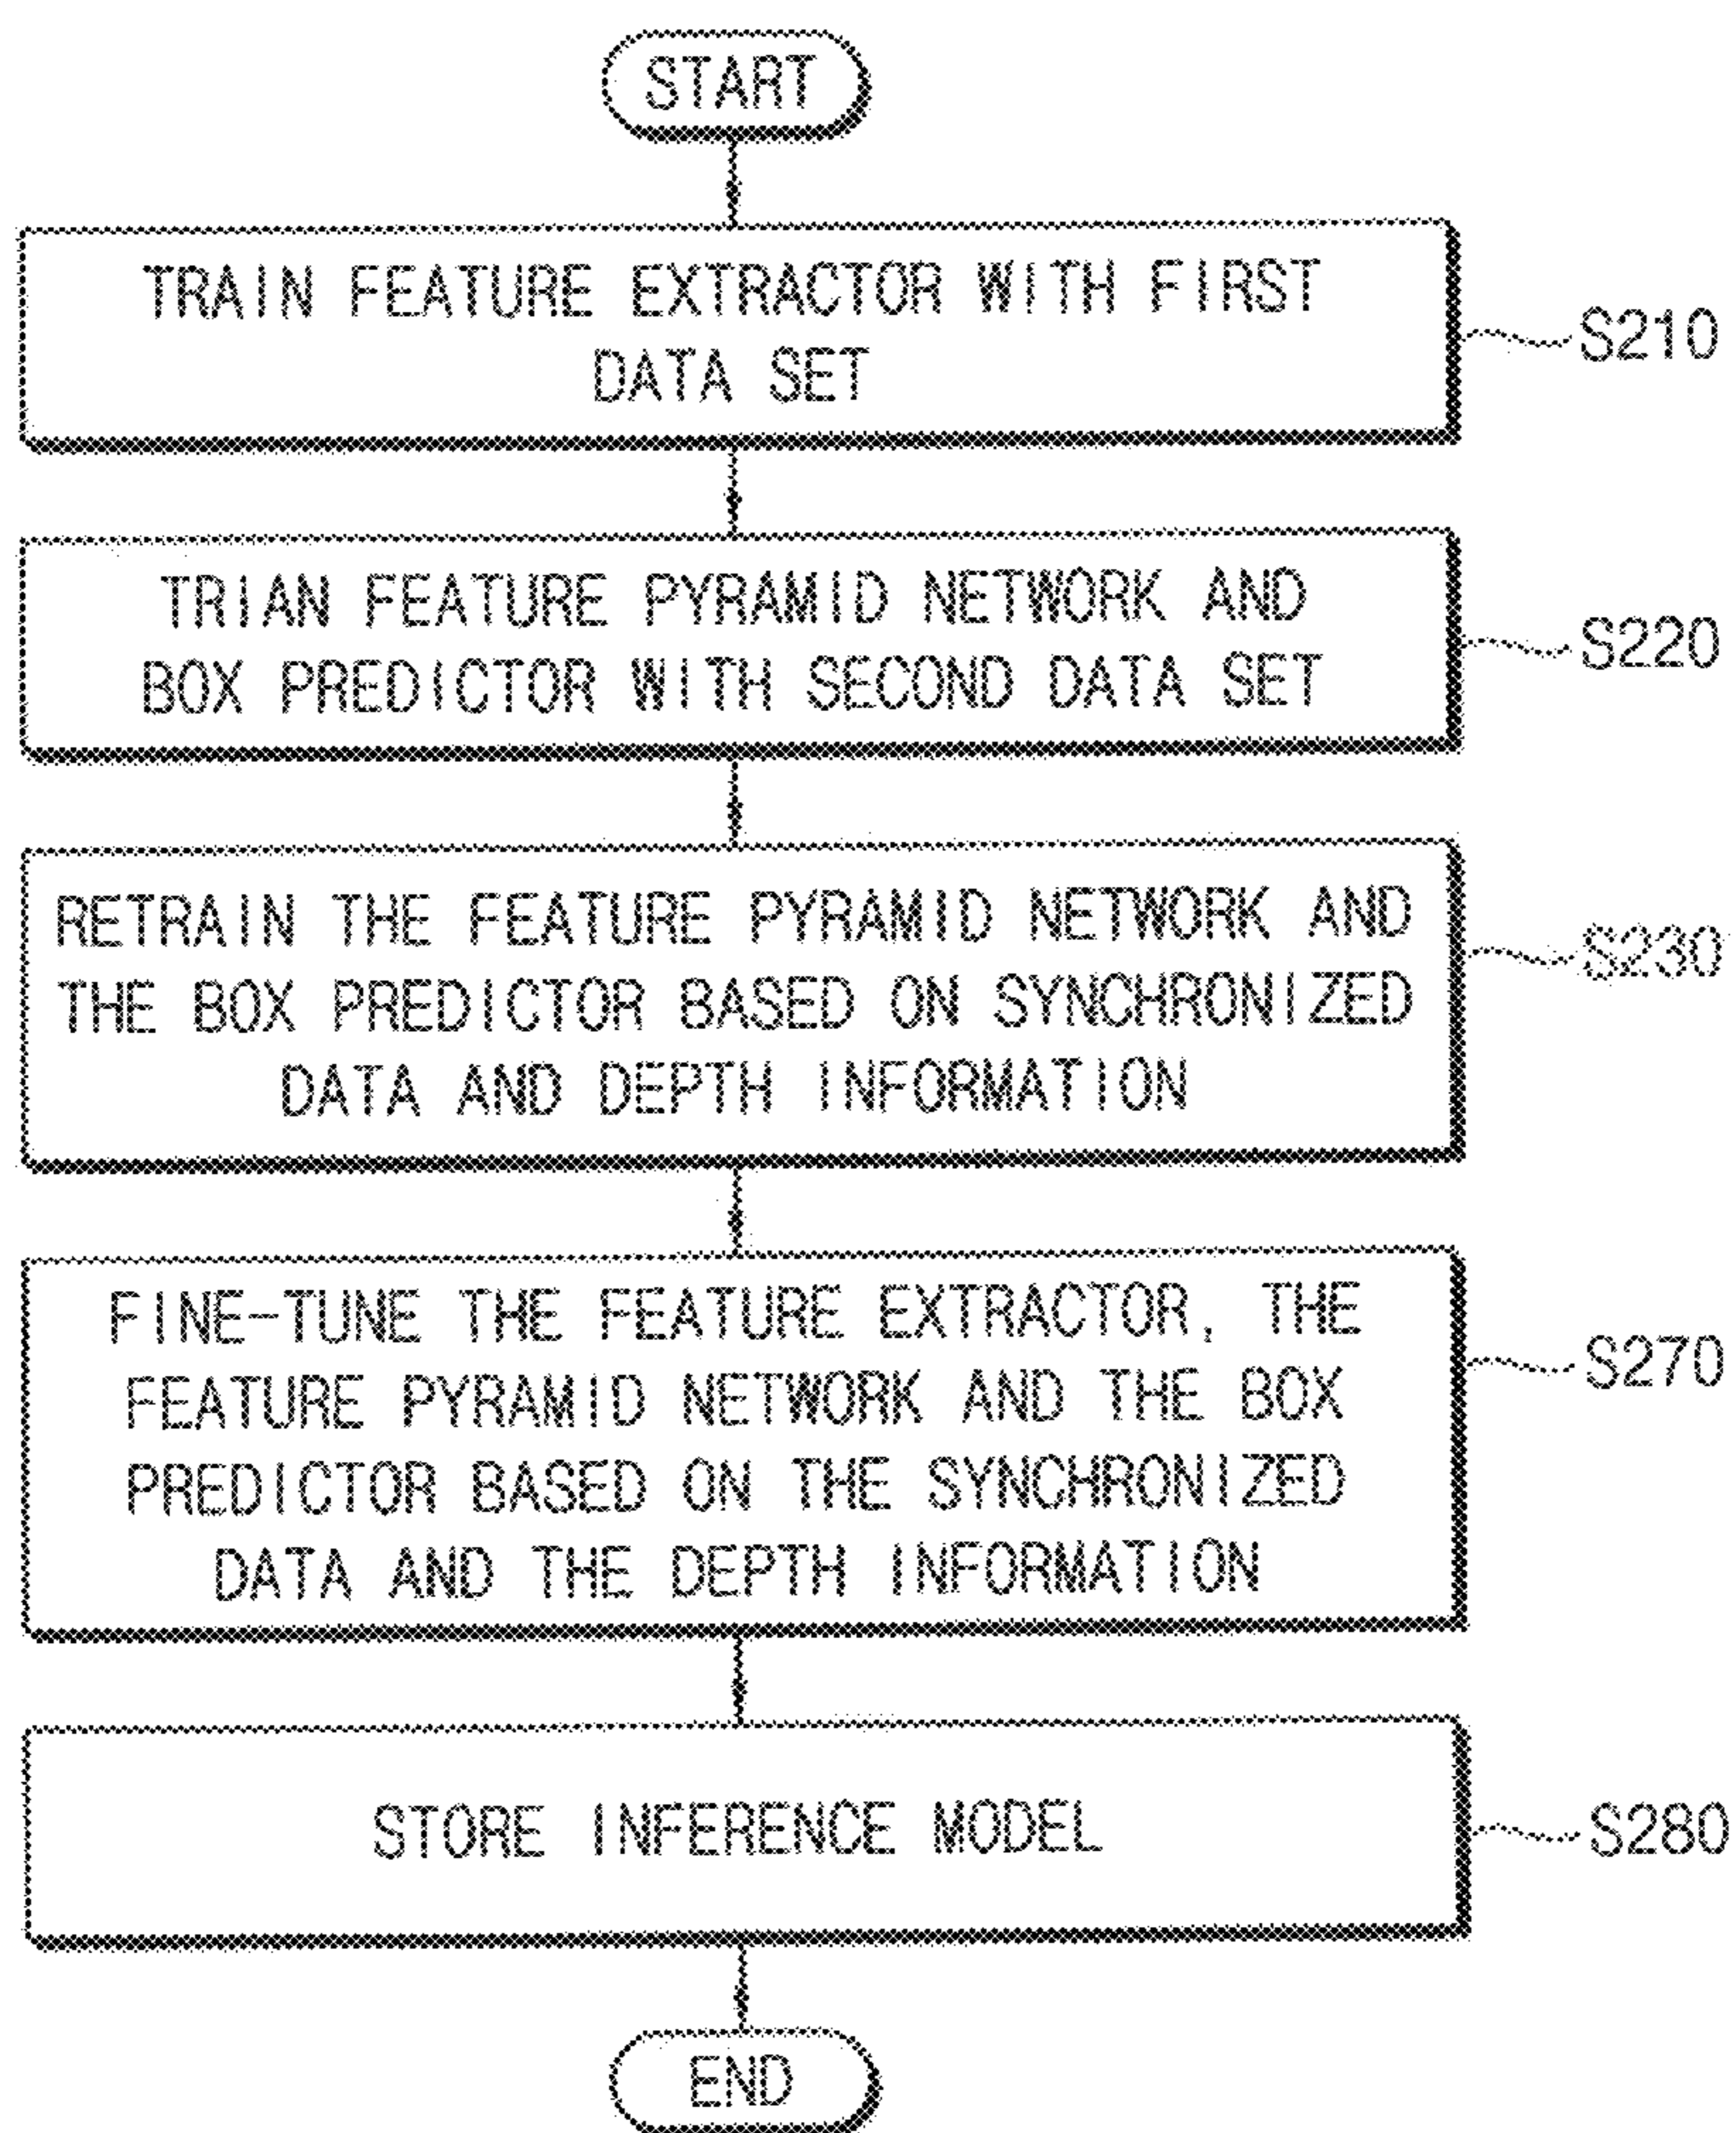 START
TRAIN FEATURE EXTRACTOR WITH FIRST
DATA SET
S210
TRIAN FEATURE PYRAMID NETWORK AND
BOX PREDICTOR WITH SECOND DATA SET
S220
RETRAIN THE FEATURE PYRAMID NETWORK AND
THE BOX PREDICTOR BASED ON SYNCHRONIZED
DATA AND DEPTH INFORMATION
S230
FINE-TUNE THE FEATURE EXTRACTOR, THE
FEATURE PYRAMID NETWORK AND THE BOX
PREDICTOR BASED ON THE SYNCHRONIZED
DATA AND THE DEPTH INFORMATION
S270
STORE INFERENCE MODEL
S280
END